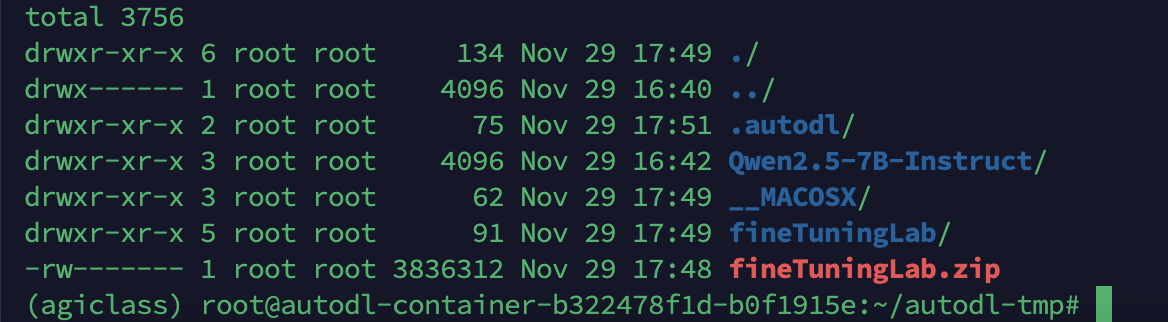 total 3756
drwxr-xr-x 6 root root     134 Nov 29 17:49 ./
drwx------ 1 root root    4096 Nov 29 16:40 ../
drwxr-xr-x 2 root root      75 Nov 29 17:51 .autodl/
drwxr-xr-x 3 root root    4096 Nov 29 16:42 Qwen2.5-7B-Instruct/
drwxr-xr-x 3 root root      62 Nov 29 17:49 __MACOSX/
drwxr-xr-x 5 root root      91 Nov 29 17:49 fineTuningLab/
-rw------- 1 root root 3836312 Nov 29 17:48 fineTuningLab.zip
(agiclass) root@autodl-container-b322478f1d-b0f1915e:~/autodl-tmp#